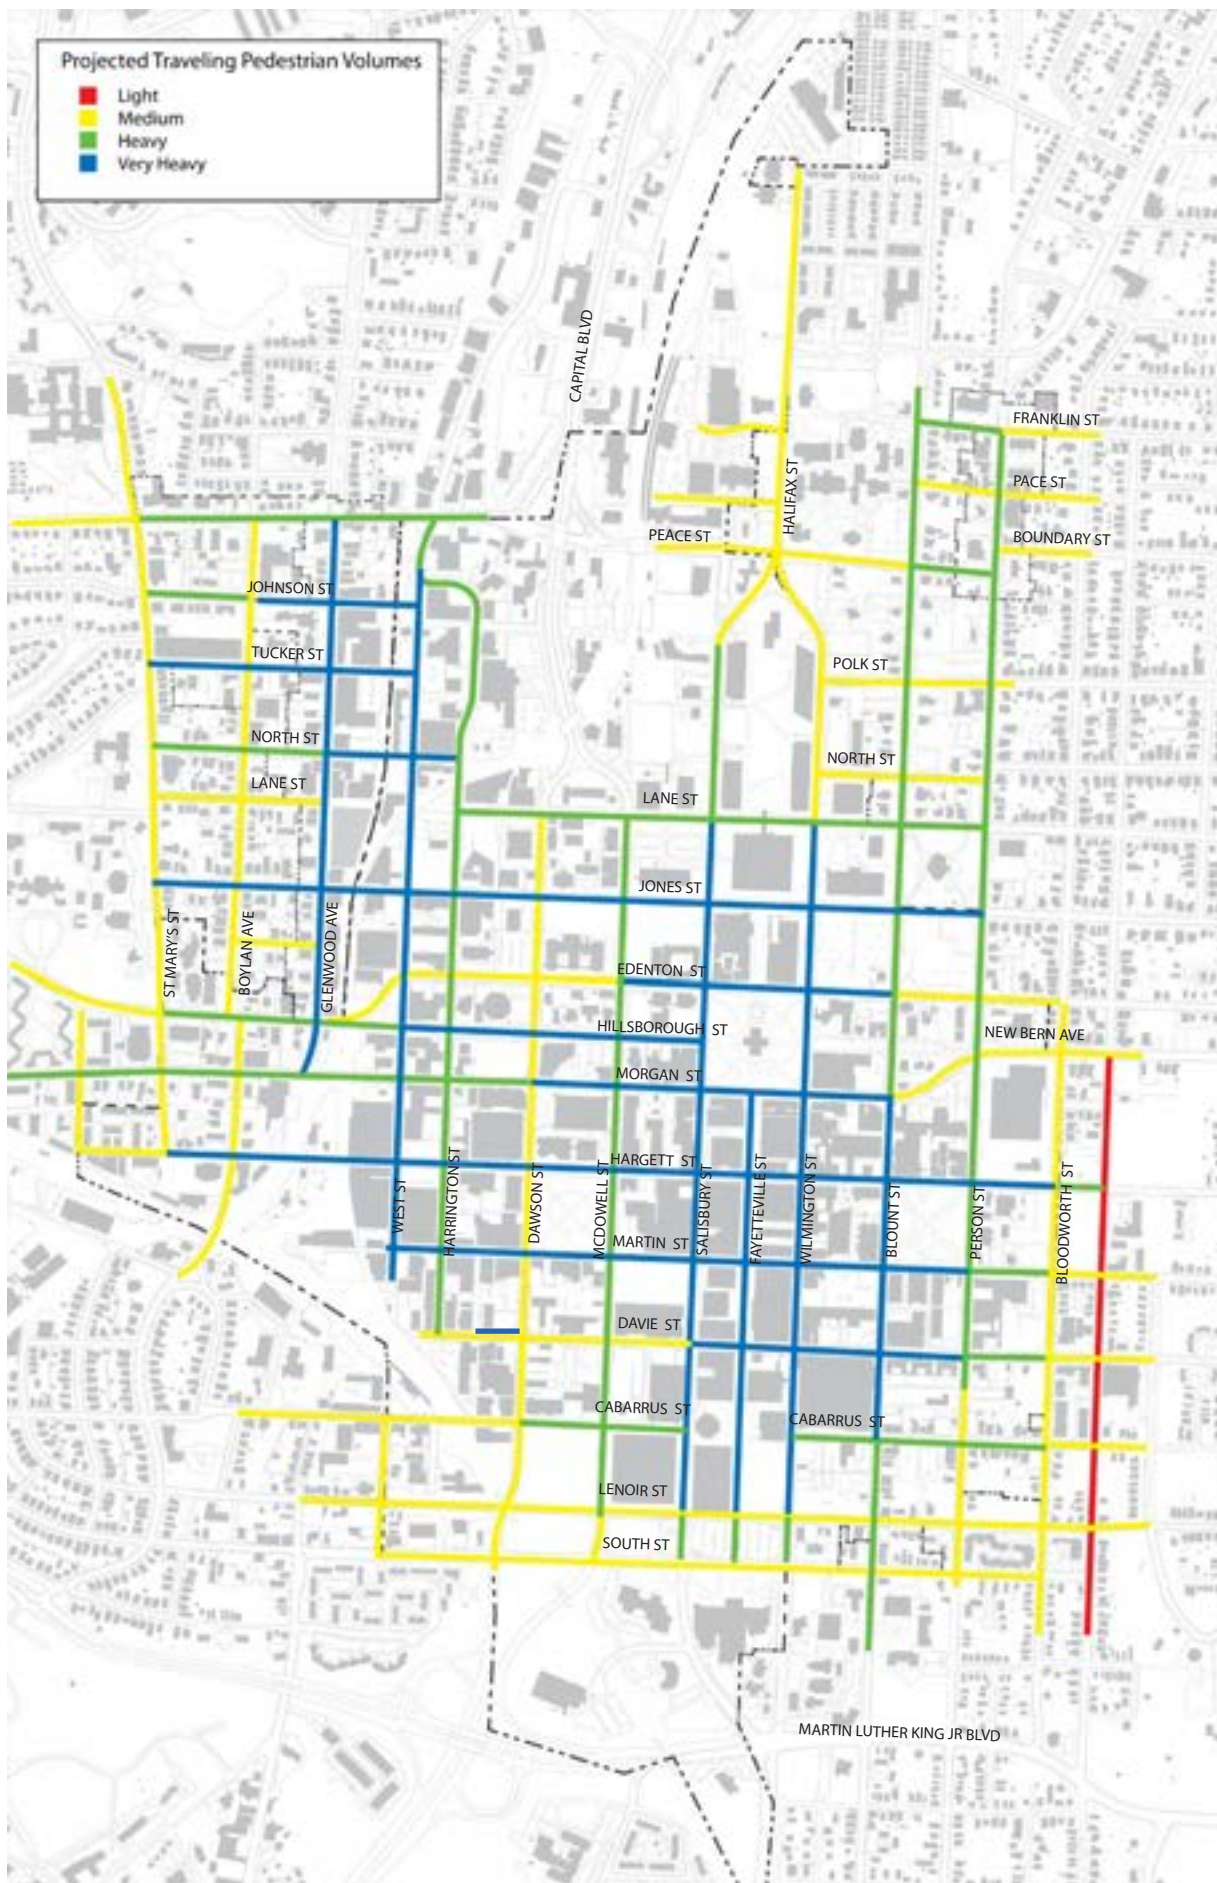 Projected Traveling Pedestrian Volumes
Light
Medium
Heavy
Very Heavy
CAPITAL BLVD
FRANKLIN ST
HALIFAX ST
PACE ST
PEACE ST
BOUNDARY ST
JOHNSON ST
TUCKER ST
POLK ST
NORTH ST
NORTH ST
LANE ST
LANE ST
JONES ST
ST MARY'S ST
BOYLAN AVE
GLENWOOD AVE
EDENTON ST
HILLSBOROUGH ST
NEW BERN AVE
MORGAN ST
HARGETT ST
WEST ST
HARRINGTON ST
DAWSON ST
MCDOWELL ST
SALISBURY ST
FAYETTEVILLE ST
WILMINGTON ST
BLOUNT ST
PERSON ST
BLOODWORTH ST
MARTIN ST
DAVIE ST
CABARRUS ST
CABARRUS ST
LENOIR ST
SOUTH ST
MARTIN LUTHER KING JR BLVD